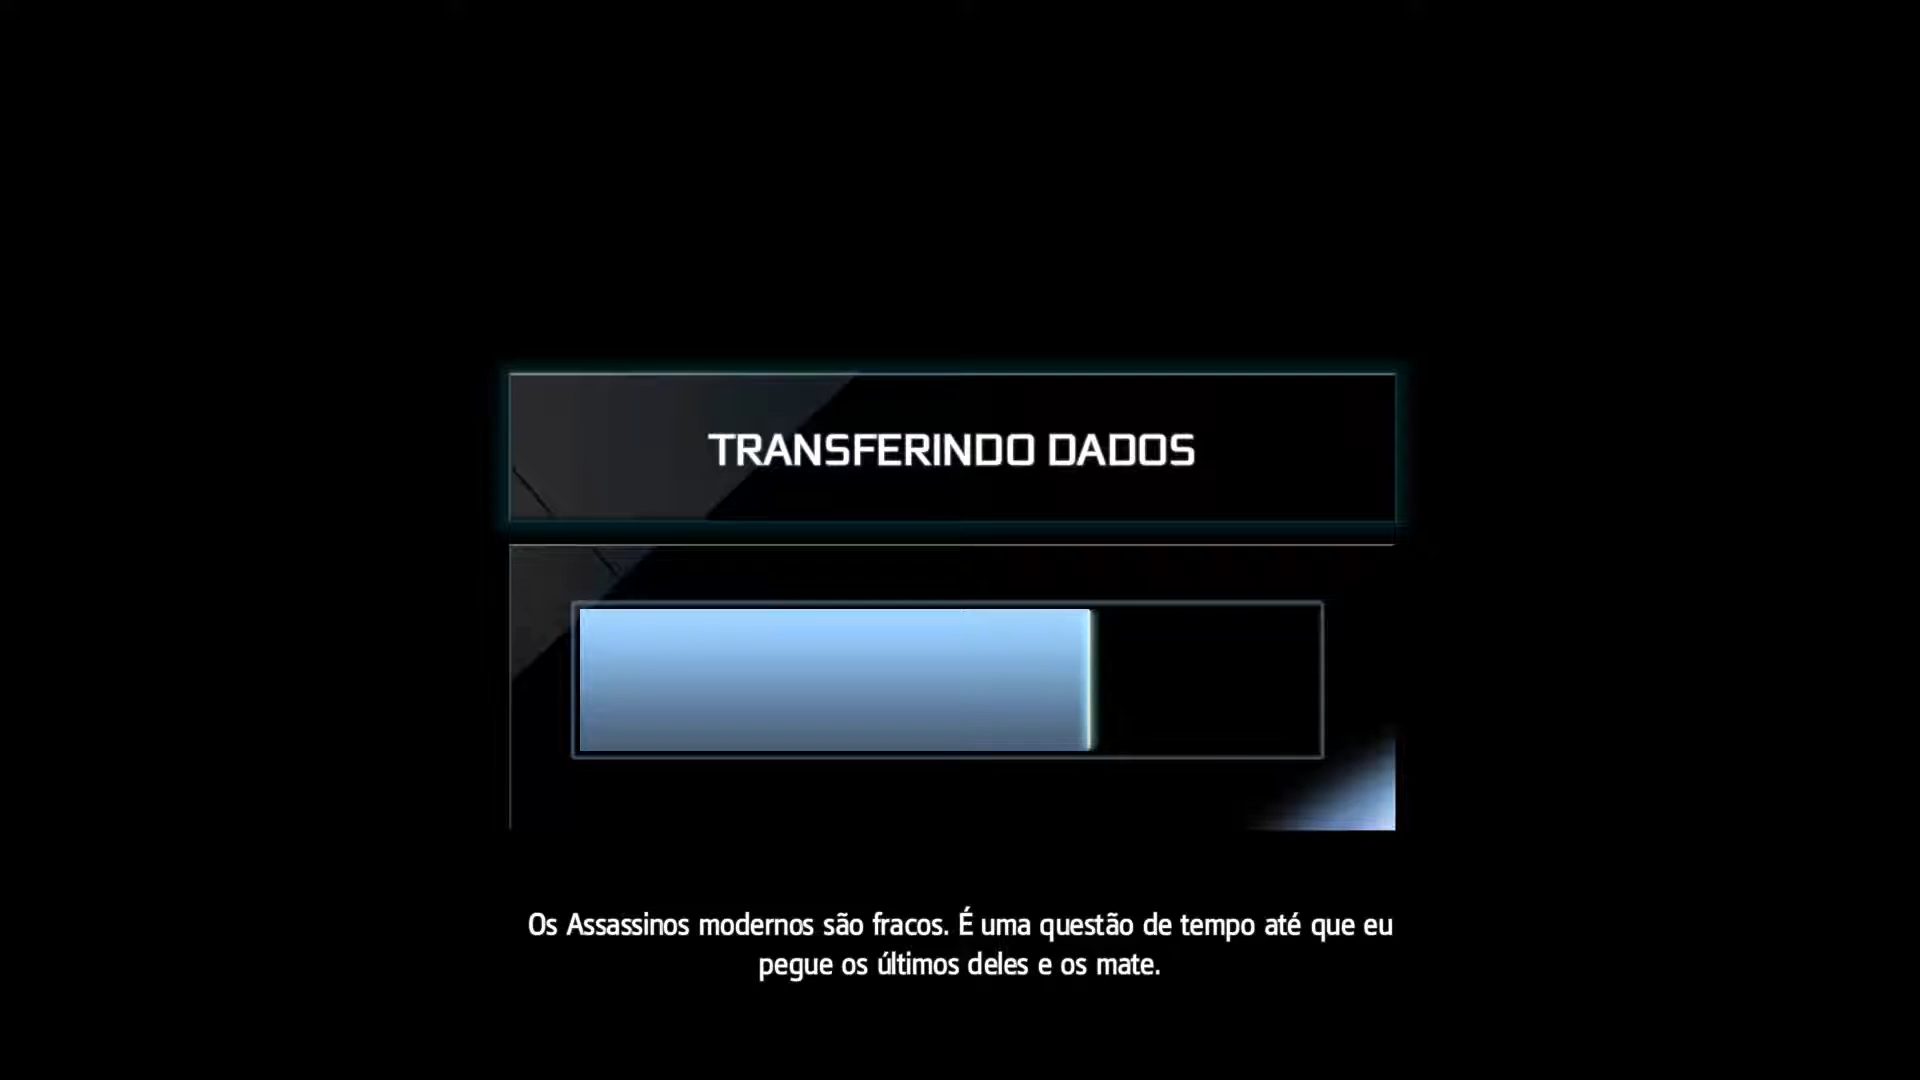 TRANSFERINDO DADOS
Os Assassinos modernos são fracos. É uma questão de tempo até que eu
pegue os últimos deles e os mate.